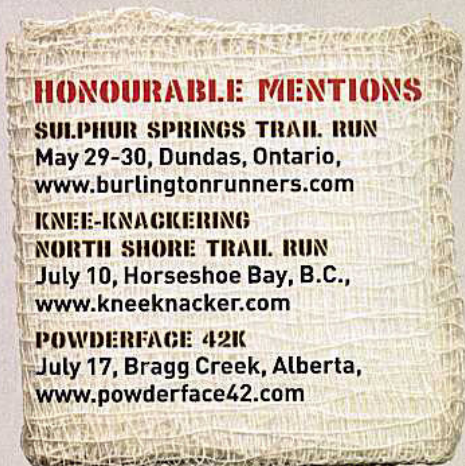 HONOURABLE MENTIONS
SULPHUR SPRINGS TRAIL RUN
May 29-30, Dundas, Ontario,
www.burlingtonrunners.com
KNEE-KNACKERING
NORTH SHORE TRAIL RUN
July 10, Horseshoe Bay, B.C.,
www.kneeknacker.com
POWDERFACE 42K
July 17, Bragg Creek, Alberta,
www.powderface42.com